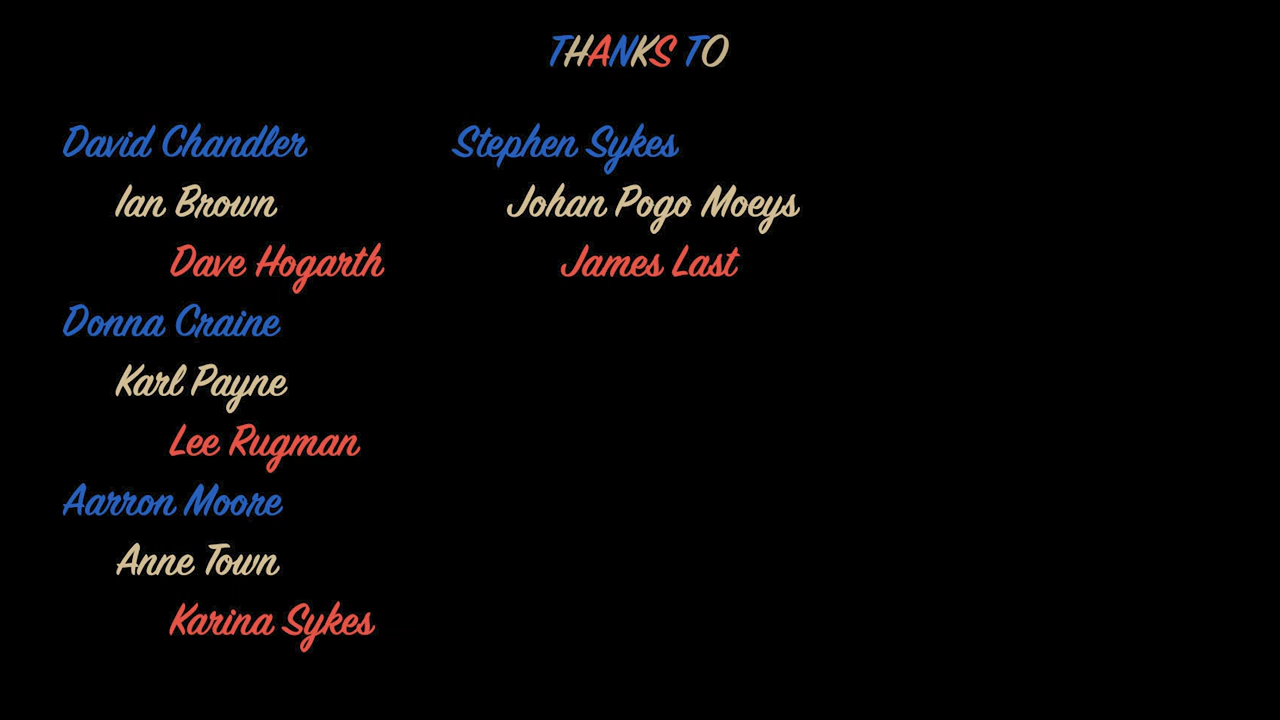 THANKS TO
David Chandler
Ian Brown
Dave Hogarth
Donna Craine
Karl Payne
Lee Rugman
Aarron Moore
Anne Town
Karina Sykes
Stephen Sykes
Johan Pogo Moeys
James Last